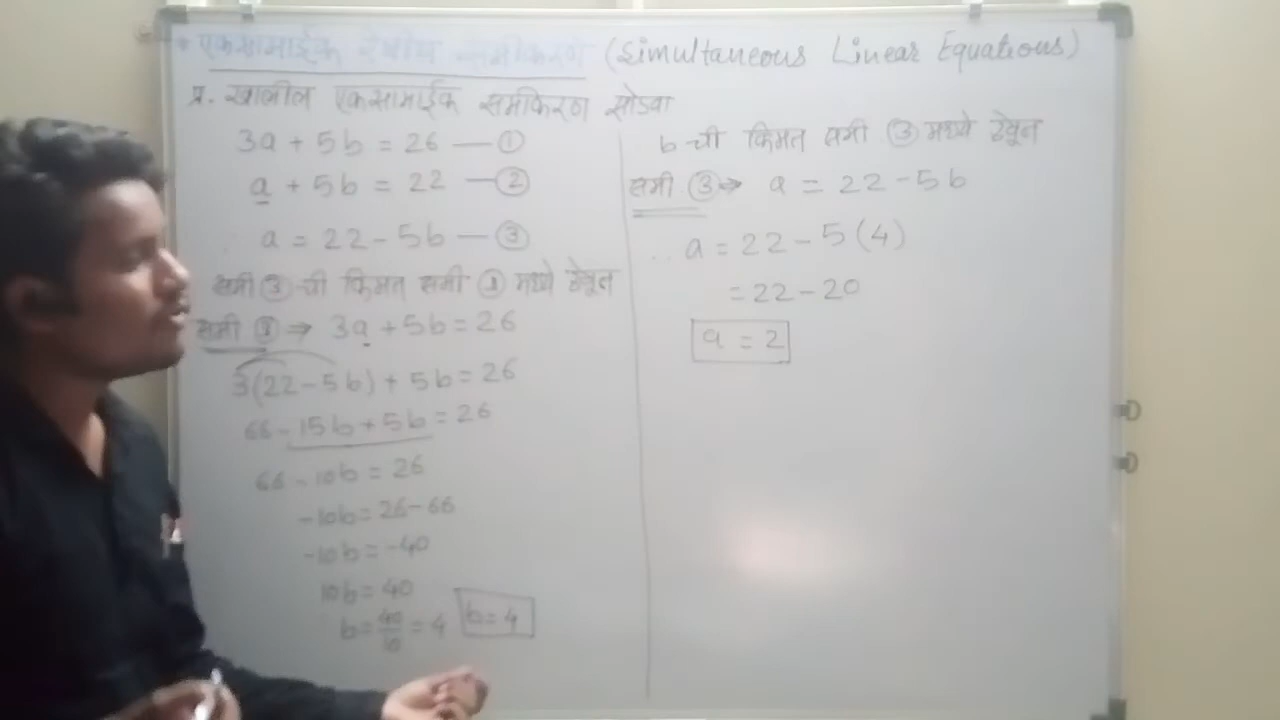 * एकसामाईक रेषीय समीकरणे (Simultaneous Linear Equations)
प्र. खालील एकसामाईक समीकरण सोडवा
3a + 5b = 26 — ①
a + 5b = 22 — ②
a = 22 - 5b — ③
समी ③ ची किंमत समी ① मध्ये ठेवून
समी ① ⇒ 3a + 5b = 26
3(22 - 5b) + 5b = 26
66 - 15b + 5b = 26
66 - 10b = 26
-10b = 26 - 66
-10b = -40
10b = 40
b = 40/10 = 4 b = 4
b ची किंमत समी ③ मध्ये ठेवून
समी ③ ⇒ a = 22 - 5b
∴ a = 22 - 5(4)
= 22 - 20
a = 2